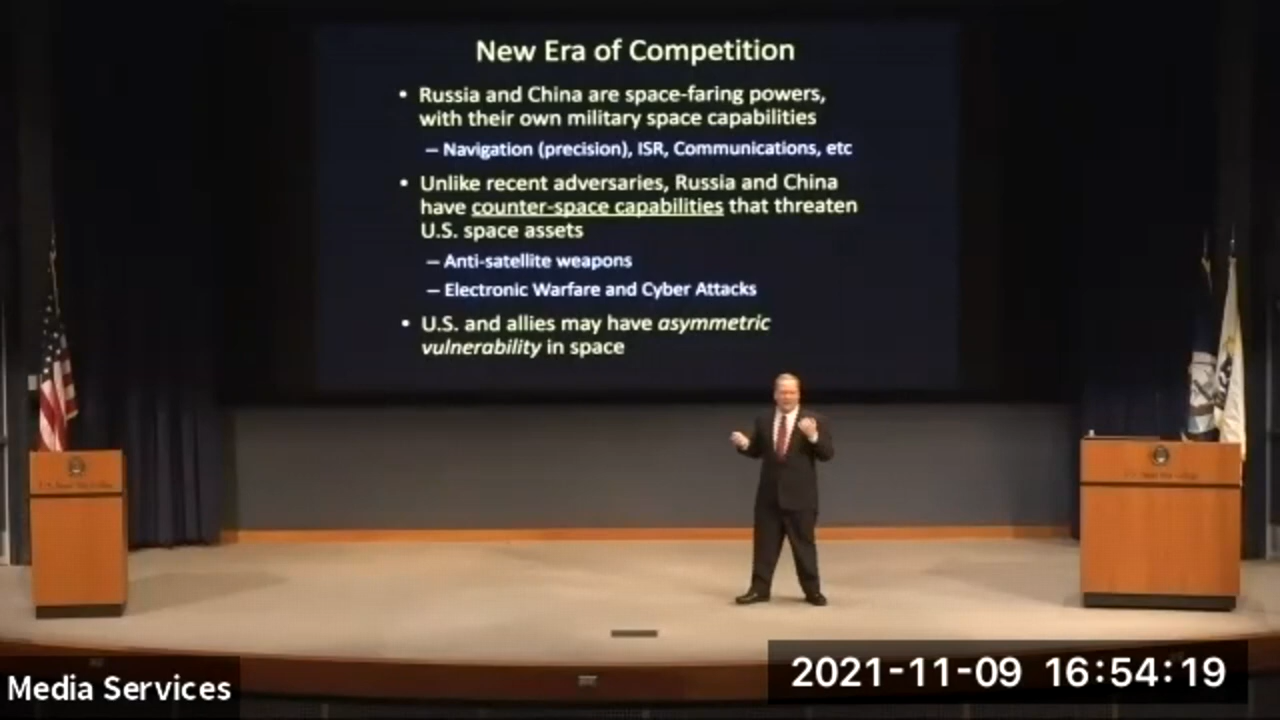 New Era of Competition
• Russia and China are space-faring powers,
with their own military space capabilities
– Navigation (precision), ISR, Communications, etc
• Unlike recent adversaries, Russia and China
have counter-space capabilities that threaten
U.S. space assets
– Anti-satellite weapons
– Electronic Warfare and Cyber Attacks
• U.S. and allies may have asymmetric
vulnerability in space
Media Services
2021-11-09 16:54:19